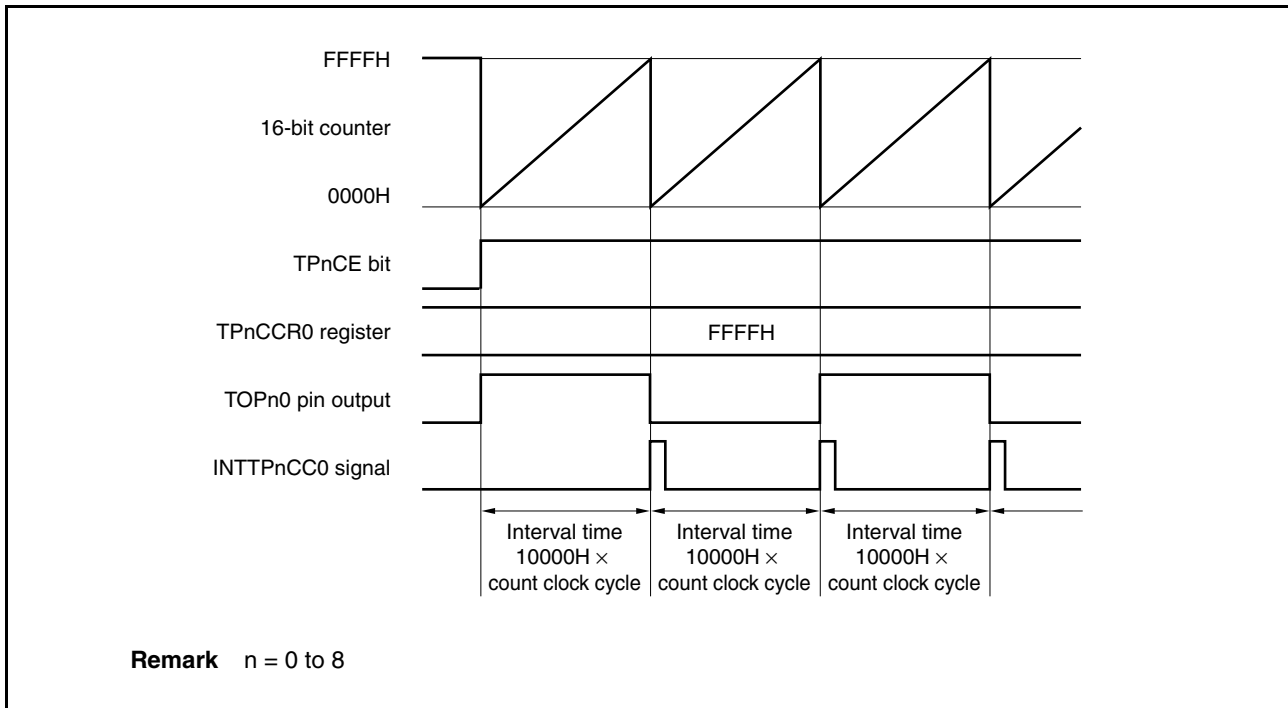 FFFFH
16-bit counter
0000H
TPnCE bit
TPnCCR0 register
FFFFH
TOPn0 pin output
INTTPnCC0 signal
Interval time
10000H ×
count clock cycle
Interval time
10000H ×
count clock cycle
Interval time
10000H ×
count clock cycle
Remark n = 0 to 8